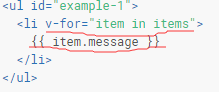 <ul id="example-1">
<li v-for="item in items">
{{ item.message }}
</li>
</ul>